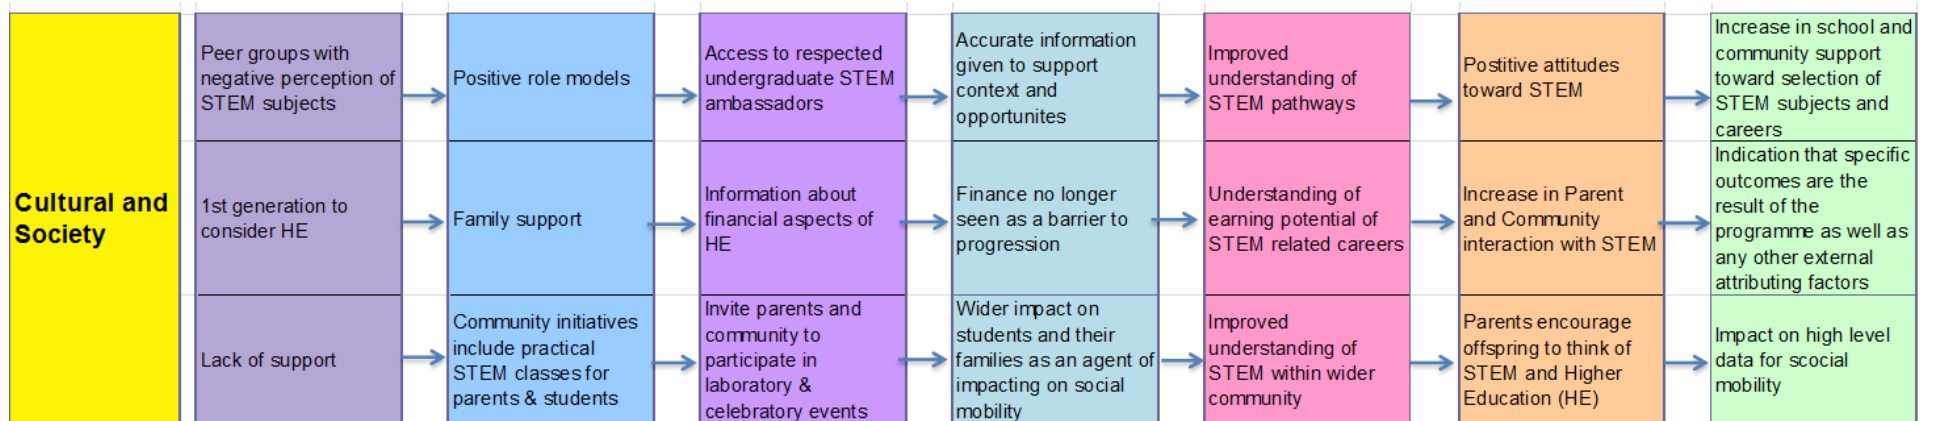 Cultural and
Society
Peer groups with
negative perception of
STEM subjects
Positive role models
Access to respected
undergraduate STEM
ambassadors
Accurate information
given to support
context and
opportunites
Improved
understanding of
STEM pathways
Postitive attitudes
toward STEM
Increase in school and
community support
toward selection of
STEM subjects and
careers
1st generation to
consider HE
Family support
Information about
financial aspects of
HE
Finance no longer
seen as a barrier to
progression
Understanding of
earning potential of
STEM related careers
Increase in Parent
and Community
interaction with STEM
Indication that specific
outcomes are the
result of the
programme as well as
any other external
attributing factors
Lack of support
Community initiatives
include practical
STEM classes for
parents & students
Invite parents and
community to
participate in
laboratory &
celebratory events
Wider impact on
students and their
families as an agent of
impacting on social
mobility
Improved
understanding of
STEM within wider
community
Parents encourage
offspring to think of
STEM and Higher
Education (HE)
Impact on high level
data for scocial
mobility